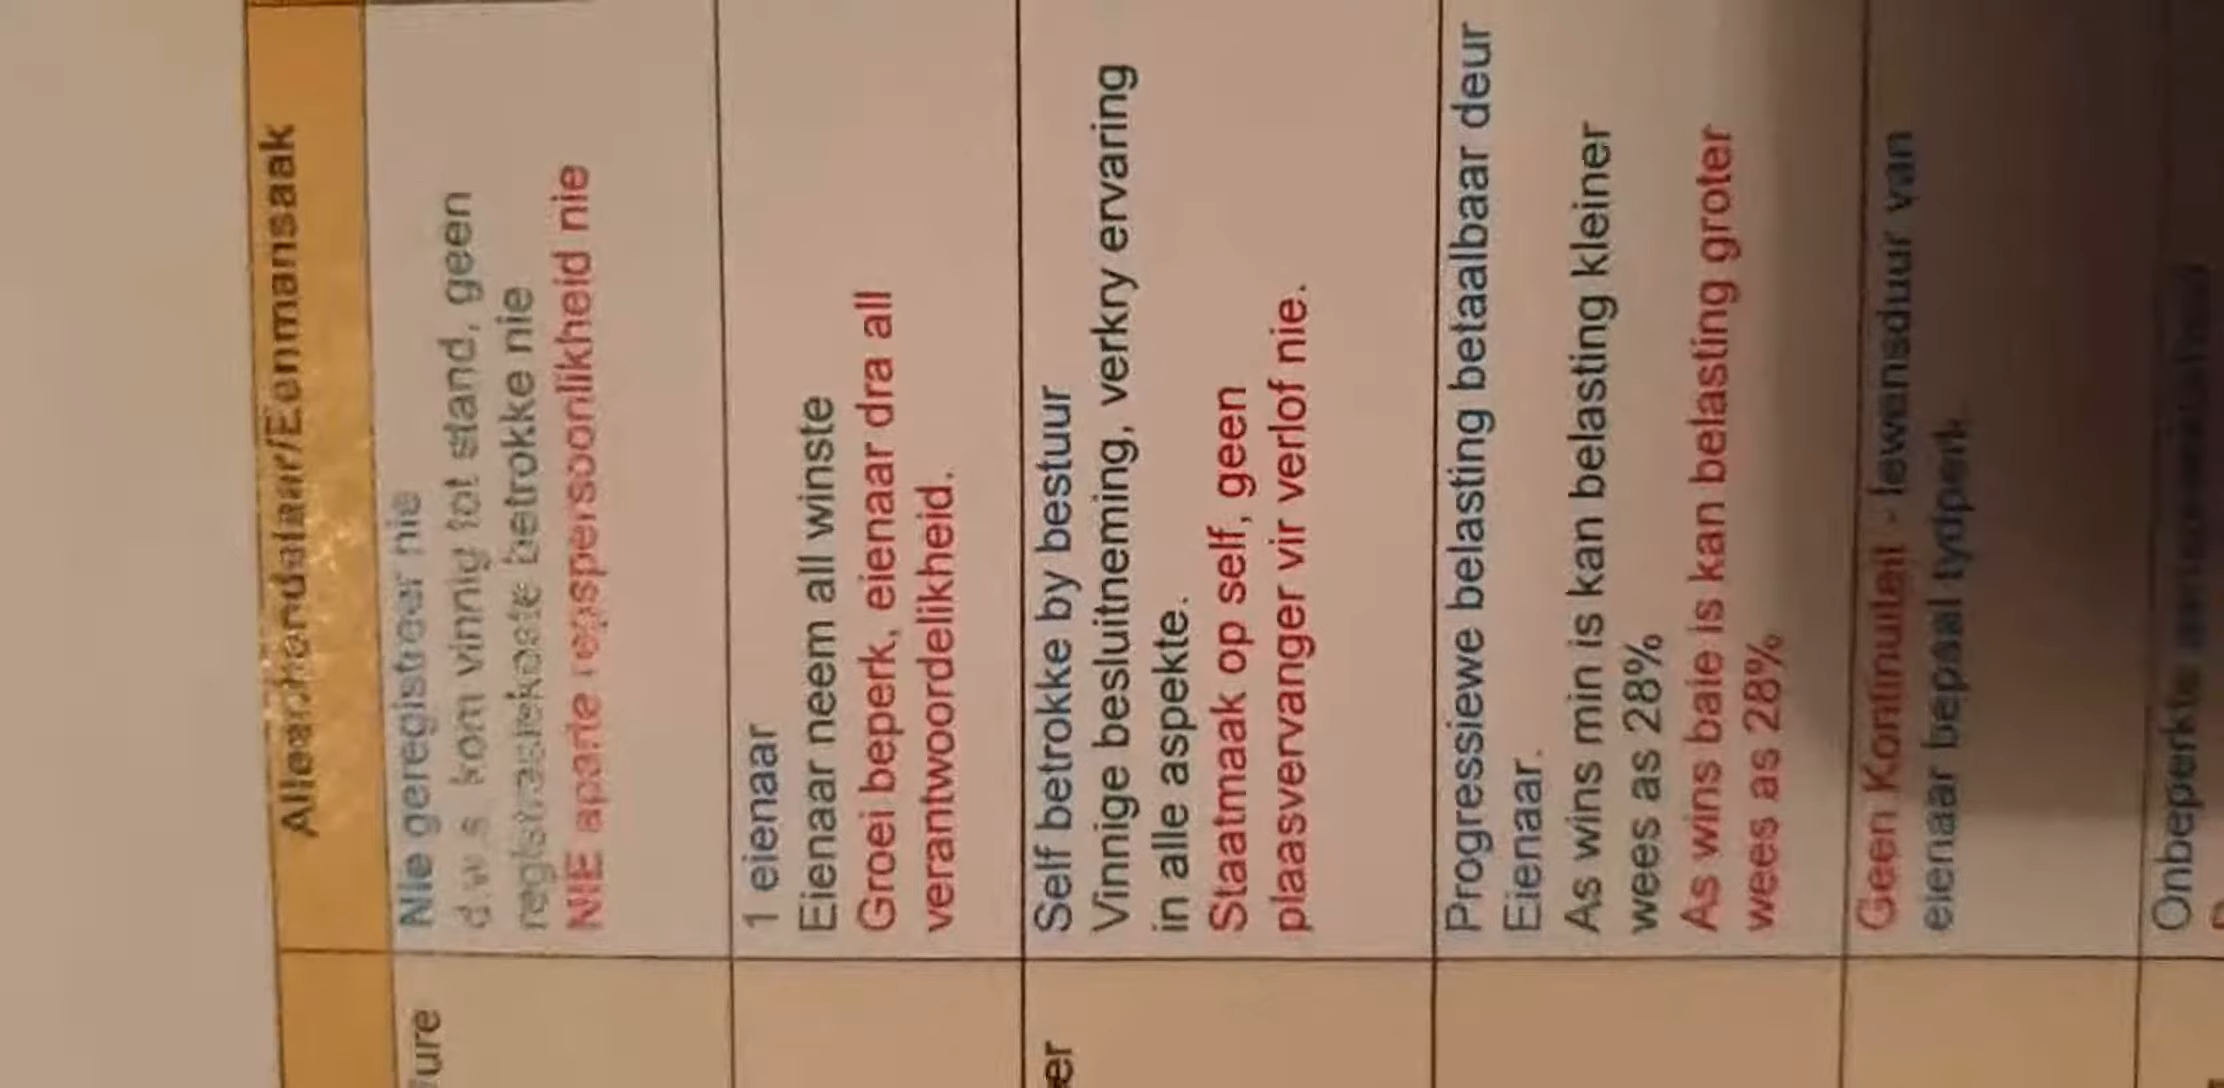 Alleenhandelaar/Eenmansaak
ure
Nie geregistreer nie
d.w.s kom vinnig tot stand, geen
registrasiekoste betrokke nie
NIE aparte regspersoonlikheid nie
1 eienaar
Eienaar neem all winste
Groei beperk, eienaar dra all
verantwoordelikheid.
er
Self betrokke by bestuur
Vinnige besluitneming, verkry ervaring
in alle aspekte.
Staatmaak op self, geen
plaasvervanger vir verlof nie.
Progressiewe belasting betaalbaar deur
Eienaar.
As wins min is kan belasting kleiner
wees as 28%
As wins baie is kan belasting groter
wees as 28%
Geen Kontinuiteit - lewensduur van
eienaar bepaal tydperk
Onbeperkte